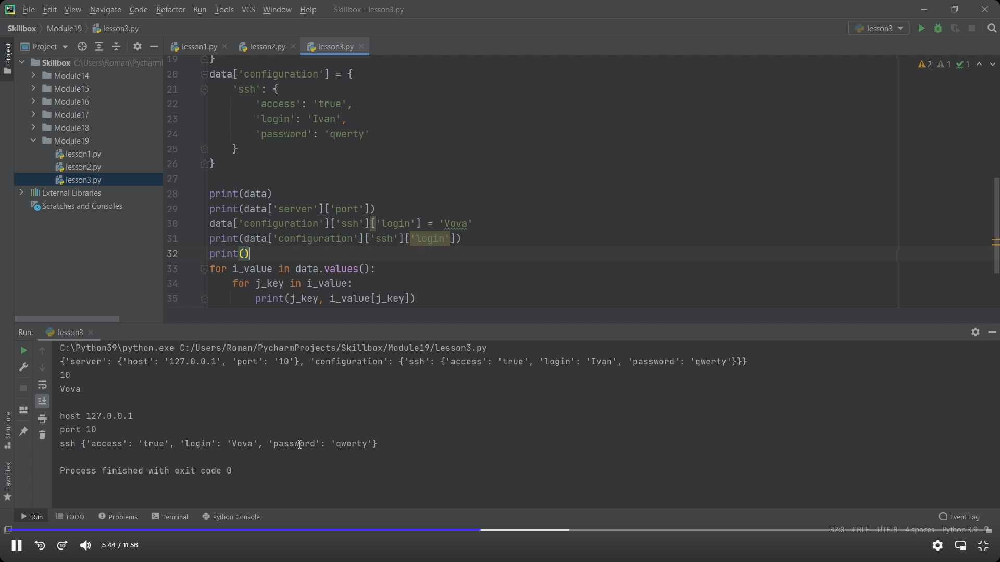 PC File Edit View Navigate Code Refactor Run Tools VCS Window Help Skillbox - lesson3.py
Skillbox Module19 lesson3.py lesson3
Project lesson1.py lesson2.py lesson3.py
Project
Skillbox C:\Users\Roman\Pycharm
Module14
Module15
Module16
Module17
Module18
Module19
lesson1.py
lesson2.py
lesson3.py
External Libraries
Scratches and Consoles
2 1 1
19 }
20 data['configuration'] = {
21 'ssh': {
22 'access': 'true',
23 'login': 'Ivan',
24 'password': 'qwerty'
25 }
26 }
27
28 print(data)
29 print(data['server']['port'])
30 data['configuration']['ssh']['login'] = 'Vova'
31 print(data['configuration']['ssh']['login'])
32 print()
33 for i_value in data.values():
34 for j_key in i_value:
35 print(j_key, i_value[j_key])
Run: lesson3
C:\Python39\python.exe C:/Users/Roman/PycharmProjects/Skillbox/Module19/lesson3.py
{'server': {'host': '127.0.0.1', 'port': '10'}, 'configuration': {'ssh': {'access': 'true', 'login': 'Ivan', 'password': 'qwerty'}}}
10
Vova
host 127.0.0.1
port 10
ssh {'access': 'true', 'login': 'Vova', 'password': 'qwerty'}
Process finished with exit code 0
Structure
Favorites
Run TODO Problems Terminal Python Console Event Log
32:8 CRLF UTF-8 4 spaces Python 3.9
10 10 5:44 / 11:56